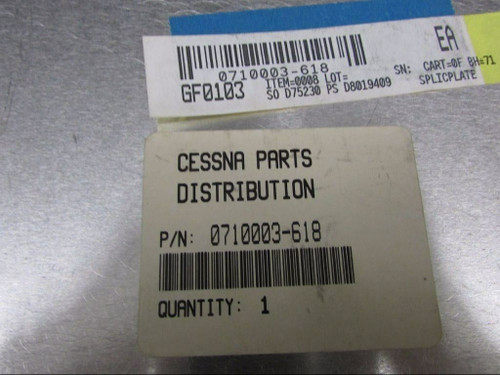 EA
0710003-618
SN: CART=0F BH=71
GF0103 ITEM=0008 LOT= SPLICPLATE
SO D75230 PS D8019409
CESSNA PARTS
DISTRIBUTION
P/N: 0710003-618
QUANTITY: 1